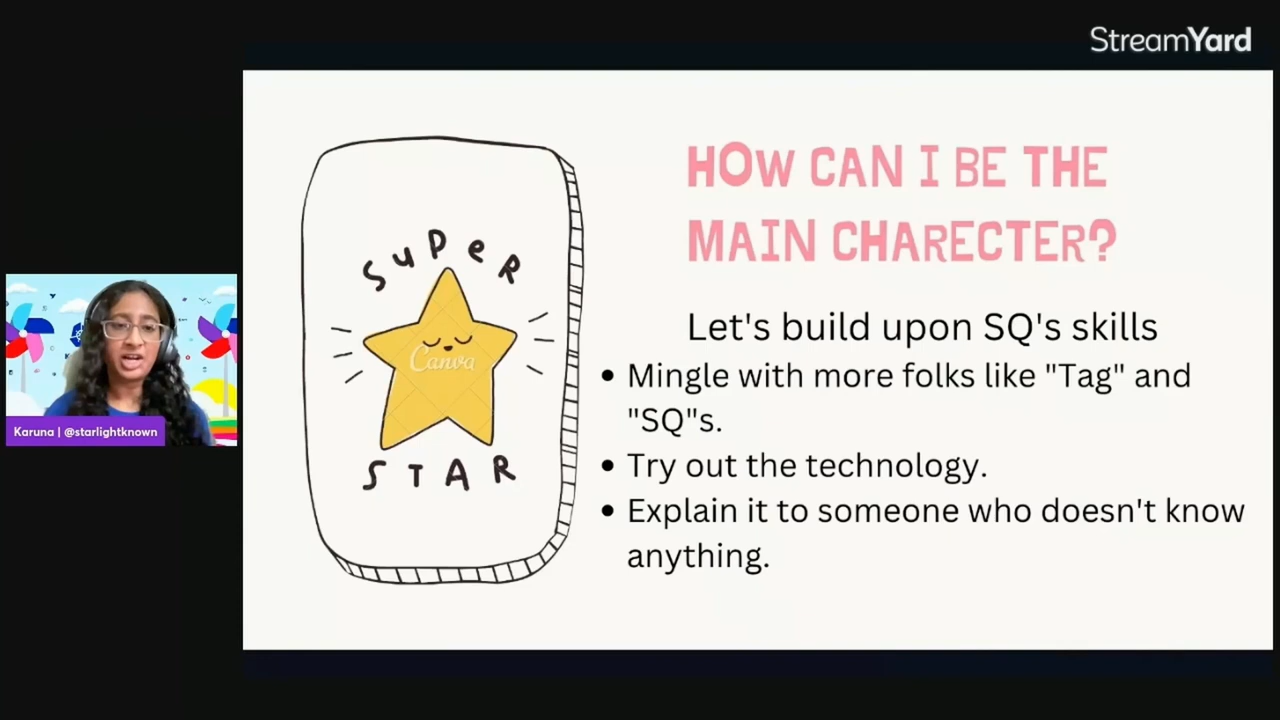 StreamYard
HOW CAN I BE THE
MAIN CHARECTER?
SUPER
Canva
STAR
Let's build upon SQ's skills
• Mingle with more folks like "Tag" and
"SQ"s.
• Try out the technology.
• Explain it to someone who doesn't know
anything.
Karuna | @starlightknown